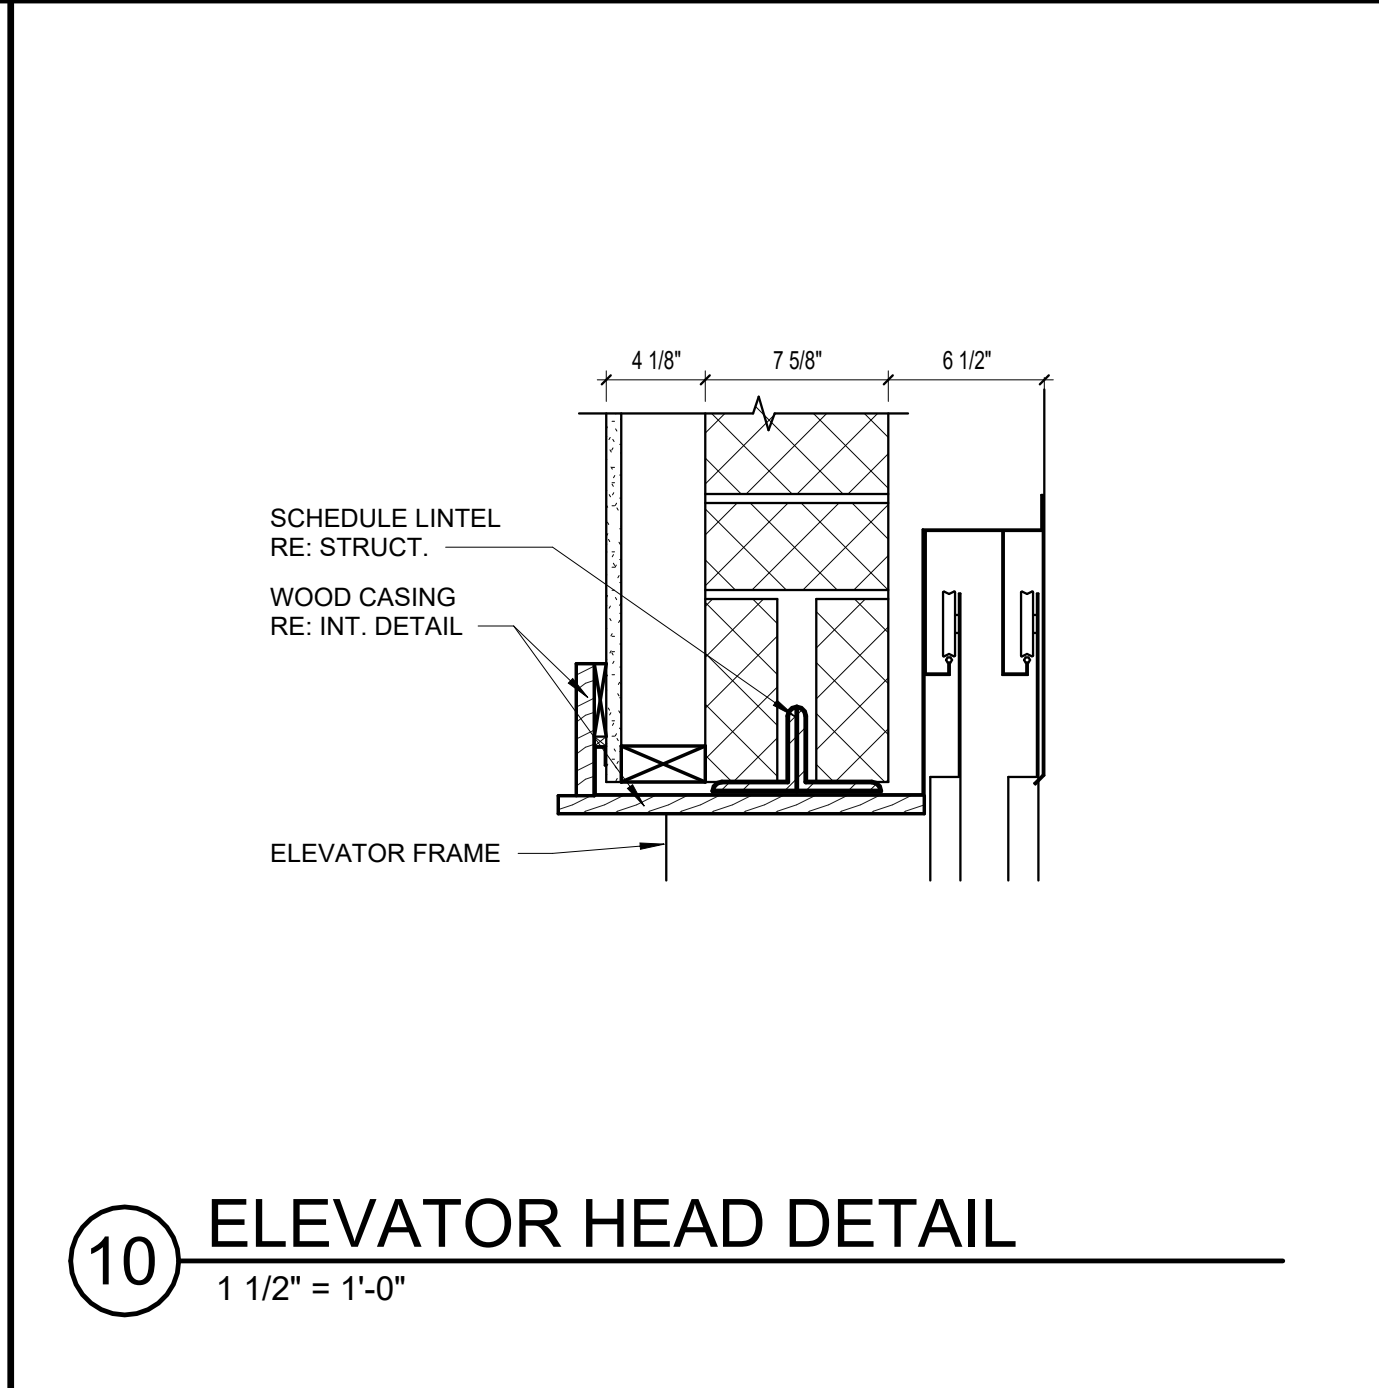 4 1/8" 7 5/8" 6 1/2"
SCHEDULE LINTEL
RE: STRUCT.
WOOD CASING
RE: INT. DETAIL
ELEVATOR FRAME
10 ELEVATOR HEAD DETAIL
1 1/2" = 1'-0"